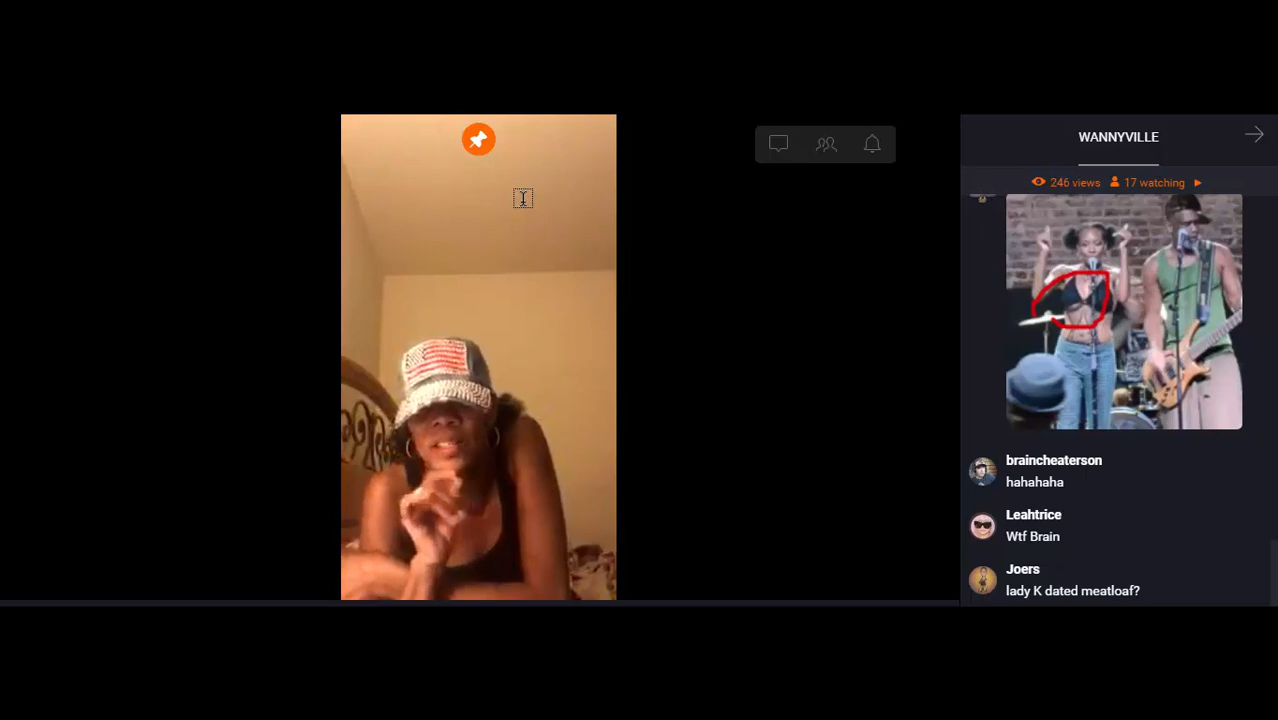 WANNYVILLE
246 views 17 watching
braincheaterson
hahahaha
Leahtrice
Wtf Brain
Joers
lady K dated meatloaf?